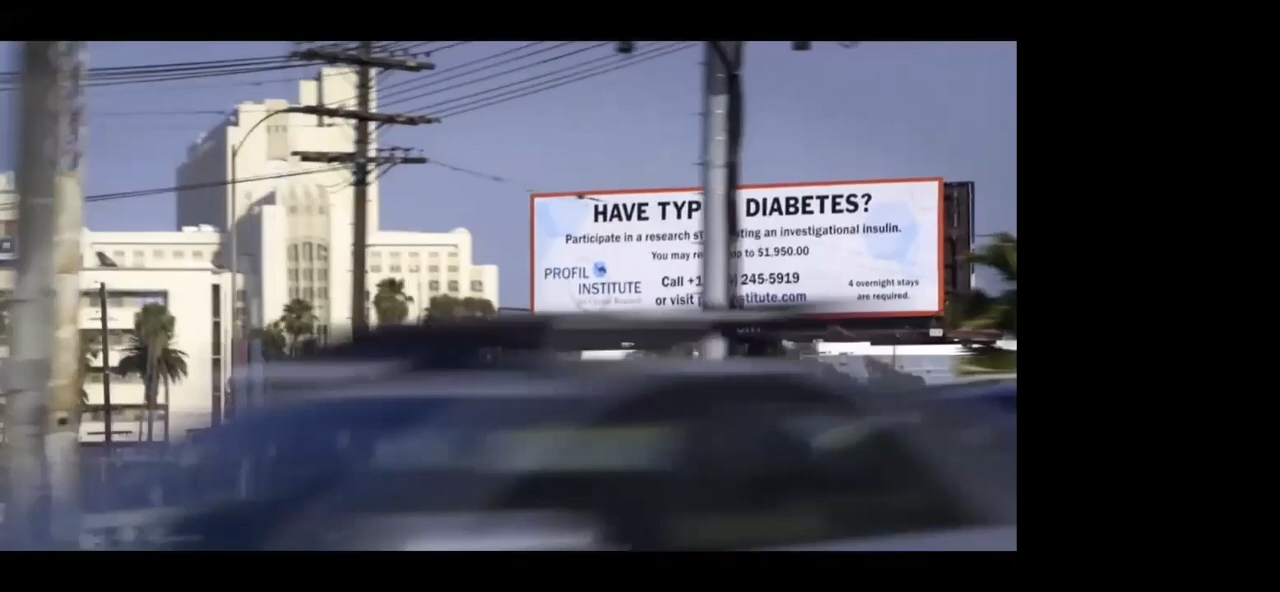 HAVE TYP DIABETES?
Participate in a research st ting an investigational insulin.
You may re to $1,950.00
PROFIL
INSTITUTE
Call +1 245-5919
or visit stitute.com
4 overnight stays
are required.